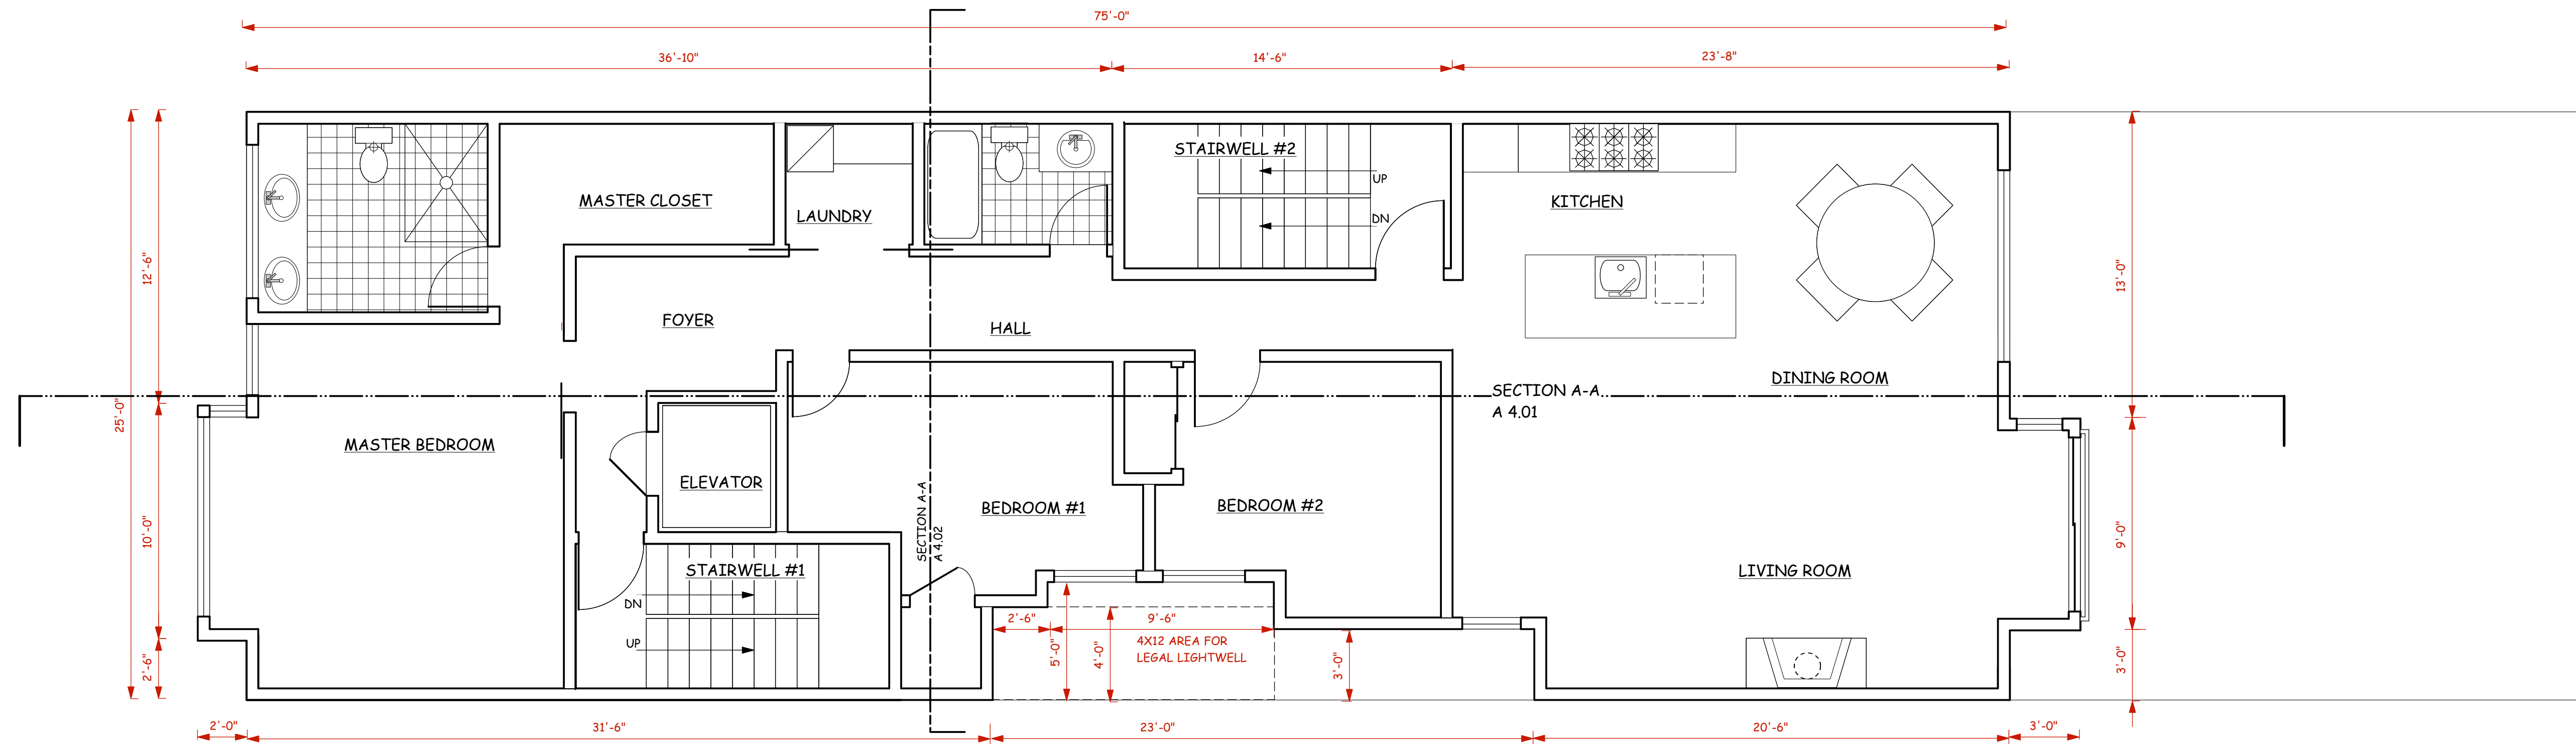 75'-0"
36'-10"
14'-6"
23'-8"
STAIRWELL #2
UP
DN
MASTER CLOSET
LAUNDRY
KITCHEN
12'-6"
13'-0"
FOYER
HALL
DINING ROOM
SECTION A-A
A 4.01
25'-0"
MASTER BEDROOM
ELEVATOR
BEDROOM #1
BEDROOM #2
SECTION A-A
A 4.02
10'-0"
9'-0"
STAIRWELL #1
LIVING ROOM
DN
UP
2'-6"
9'-6"
4X12 AREA FOR
LEGAL LIGHTWELL
5'-0"
4'-0"
3'-0"
2'-6"
3'-0"
2'-0"
31'-6"
23'-0"
20'-6"
3'-0"